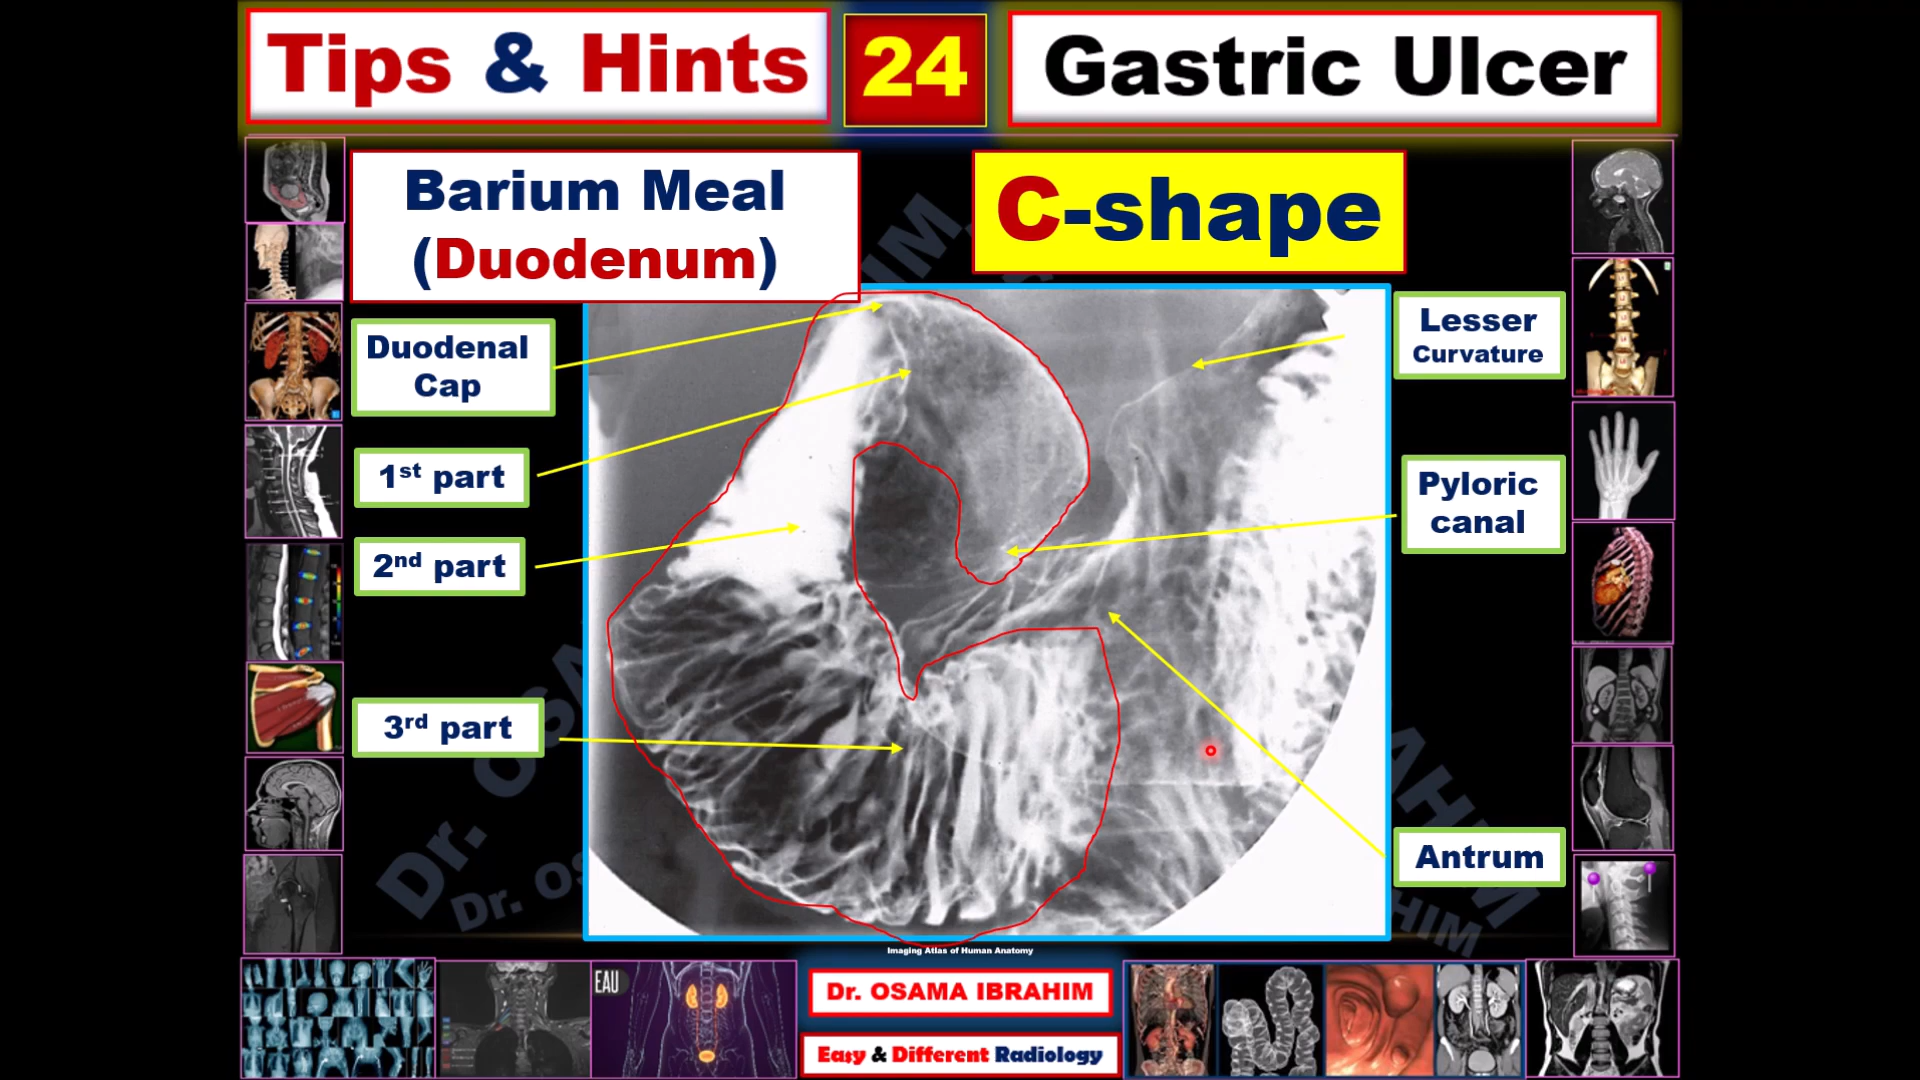 Tips & Hints
24
Gastric Ulcer
Barium Meal
(Duodenum)
C-shape
Duodenal
Cap
1st part
2nd part
3rd part
Lesser
Curvature
Pyloric
canal
Antrum
Imaging Atlas of Human Anatomy
EAU
Dr. OSAMA IBRAHIM
Easy & Different Radiology